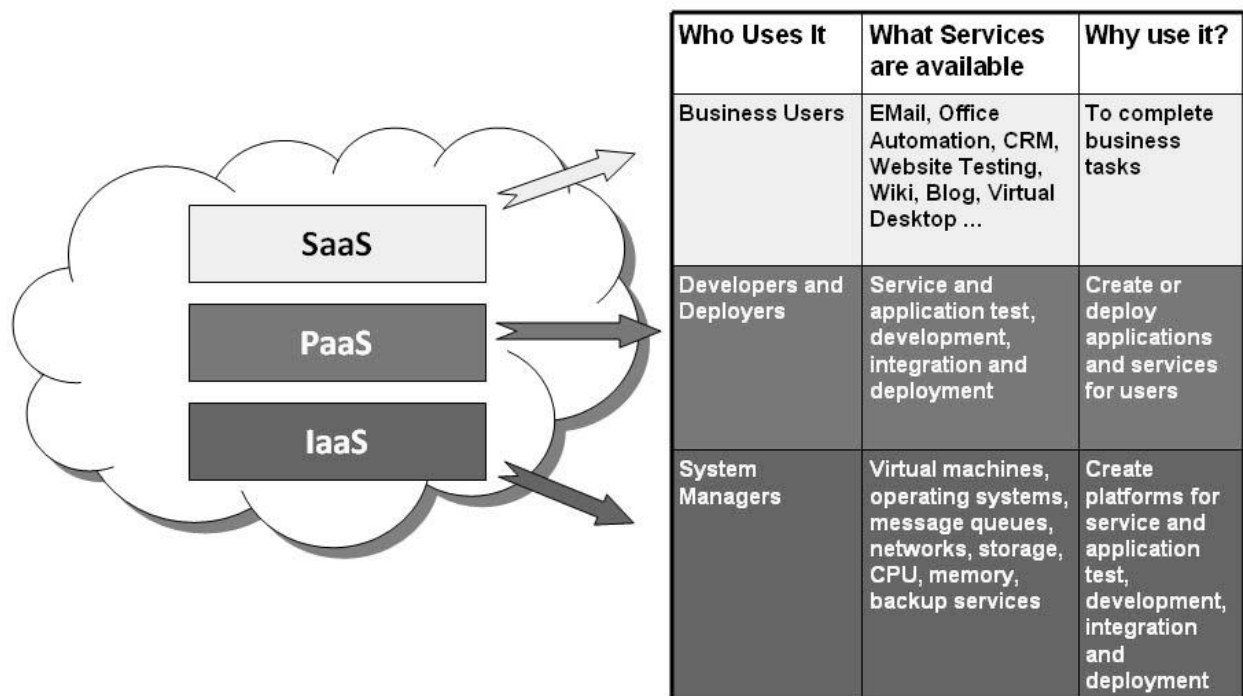 SaaS
PaaS
IaaS
Who Uses It
What Services
are available
Why use it?
Business Users
EMail, Office
Automation, CRM,
Website Testing,
Wiki, Blog, Virtual
Desktop ...
To complete
business
tasks
Developers and
Deployers
Service and
application test,
development,
integration and
deployment
Create or
deploy
applications
and services
for users
System
Managers
Virtual machines,
operating systems,
message queues,
networks, storage,
CPU, memory,
backup services
Create
platforms for
service and
application
test,
development,
integration
and
deployment